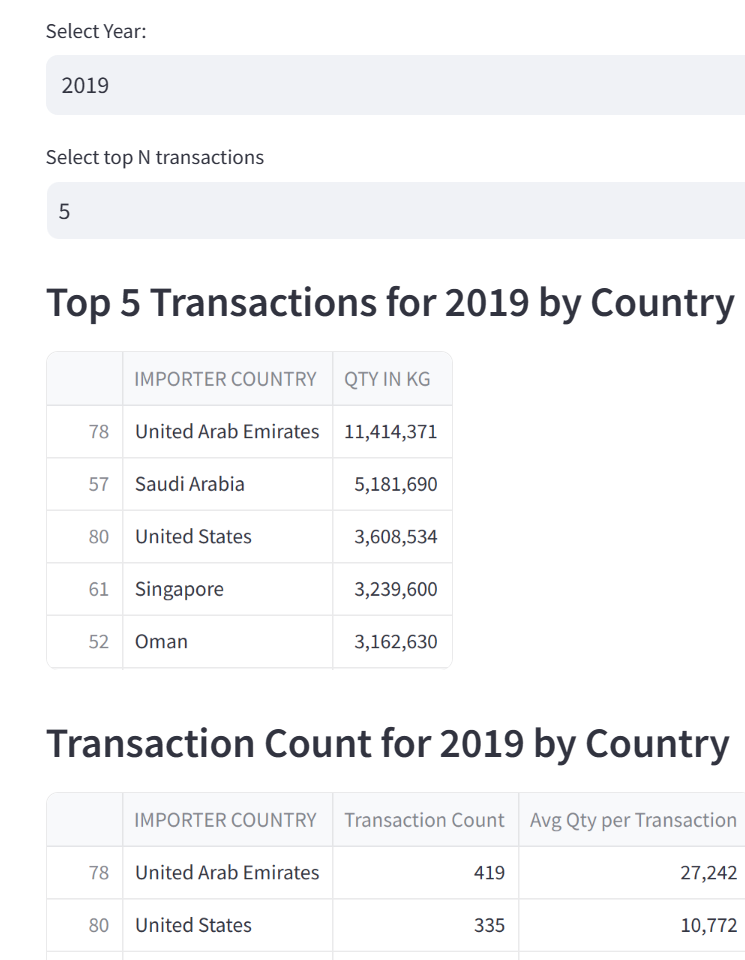 Select Year:
2019
Select top N transactions
5
Top 5 Transactions for 2019 by Country
IMPORTER COUNTRY QTY IN KG
78 United Arab Emirates 11,414,371
57 Saudi Arabia 5,181,690
80 United States 3,608,534
61 Singapore 3,239,600
52 Oman 3,162,630
Transaction Count for 2019 by Country
IMPORTER COUNTRY Transaction Count Avg Qty per Transaction
78 United Arab Emirates 419 27,242
80 United States 335 10,772